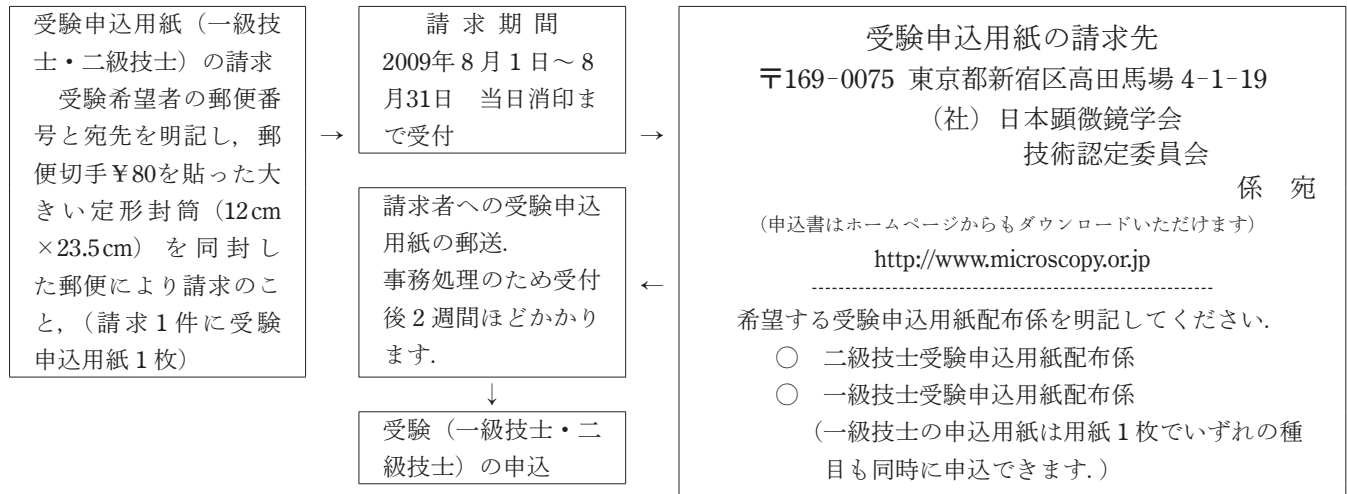 受験申込用紙（一級技
士・二級技士）の請求
受験希望者の郵便番
号と宛先を明記し，郵
便切手￥80を貼った大
きい定形封筒（12cm
×23.5cm）を同封し
た郵便により請求のこ
と，（請求1件に受験
申込用紙1枚）
→
請求期間
2009年8月1日～8
月31日　当日消印ま
で受付
→
受験申込用紙の請求先
〒169-0075 東京都新宿区高田馬場4-1-19
（社）日本顕微鏡学会
技術認定委員会
係　宛
（申込書はホームページからもダウンロードいただけます）
http://www.microscopy.or.jp
希望する受験申込用紙配布係を明記してください．
○　二級技士受験申込用紙配布係
○　一級技士受験申込用紙配布係
（一級技士の申込用紙は用紙1枚でいずれの種
目も同時に申込できます．）
←
請求者への受験申込
用紙の郵送．
事務処理のため受付
後2週間ほどかかり
ます．
↓
受験（一級技士・二
級技士）の申込